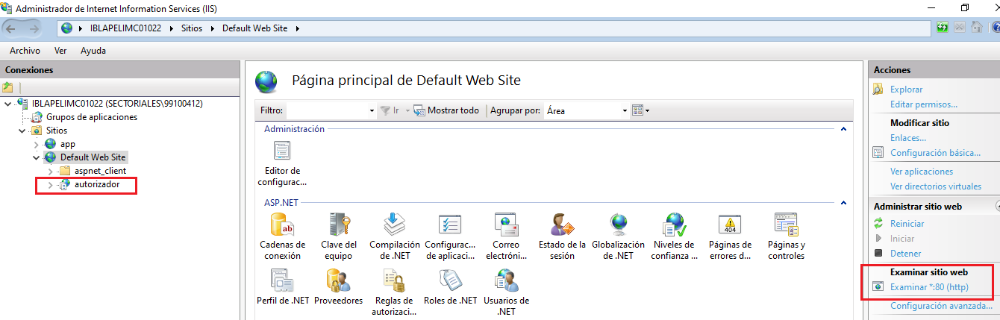 Administrador de Internet Information Services (IIS)
IBLAPELIMC01022 Sitios Default Web Site
Archivo Ver Ayuda
Conexiones
IBLAPELIMC01022 (SECTORIALES\99100412)
Grupos de aplicaciones
Sitios
app
Default Web Site
aspnet_client
autorizador
Página principal de Default Web Site
Filtro: Ir Mostrar todo Agrupar por: Área
Administración
Editor de
configurac...
ASP.NET
Cadenas de
conexión
Clave del
equipo
Compilación
de .NET
Configurac...
de aplicaci...
Correo
electróni...
Estado de la
sesión
Globalización
de .NET
Niveles de
confianza ...
404
Páginas de
errores d...
Páginas y
controles
Perfil de .NET
Proveedores
Reglas de
autorizaci...
Roles de .NET
Usuarios de
.NET
Acciones
Explorar
Editar permisos...
Modificar sitio
Enlaces...
Configuración básica...
Ver aplicaciones
Ver directorios virtuales
Administrar sitio web
Reiniciar
Iniciar
Detener
Examinar sitio web
Examinar *:80 (http)
Configuración avanzada...